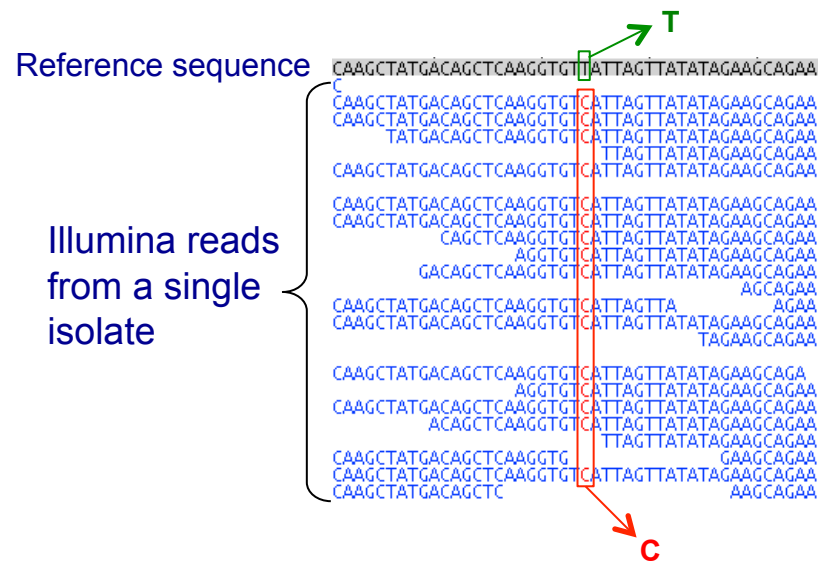 T
Reference sequence CAAGCTATGACAGCTCAAGGTGTTATTAGTTATATAGAAGCAGAA
C
CAAGCTATGACAGCTCAAGGTGTCATTAGTTATATAGAAGCAGAA
CAAGCTATGACAGCTCAAGGTGTCATTAGTTATATAGAAGCAGAA
TATGACAGCTCAAGGTGTCATTAGTTATATAGAAGCAGAA
TTAGTTATATAGAAGCAGAA
CAAGCTATGACAGCTCAAGGTGTCATTAGTTATATAGAAGCAGAA
CAAGCTATGACAGCTCAAGGTGTCATTAGTTATATAGAAGCAGAA
CAAGCTATGACAGCTCAAGGTGTCATTAGTTATATAGAAGCAGAA
CAGCTCAAGGTGTCATTAGTTATATAGAAGCAGAA
AGGTGTCATTAGTTATATAGAAGCAGAA
GACAGCTCAAGGTGTCATTAGTTATATAGAAGCAGAA
AGCAGAA
CAAGCTATGACAGCTCAAGGTGTCATTAGTTA AGAA
CAAGCTATGACAGCTCAAGGTGTCATTAGTTATATAGAAGCAGAA
TAGAAGCAGAA
CAAGCTATGACAGCTCAAGGTGTCATTAGTTATATAGAAGCAGA
AGGTGTCATTAGTTATATAGAAGCAGAA
CAAGCTATGACAGCTCAAGGTGTCATTAGTTATATAGAAGCAGAA
ACAGCTCAAGGTGTCATTAGTTATATAGAAGCAGAA
TTAGTTATATAGAAGCAGAA
CAAGCTATGACAGCTCAAGGTG GAAGCAGAA
CAAGCTATGACAGCTCAAGGTGTCATTAGTTATATAGAAGCAGAA
CAAGCTATGACAGCTC AAGCAGAA
Illumina reads
from a single
isolate
C